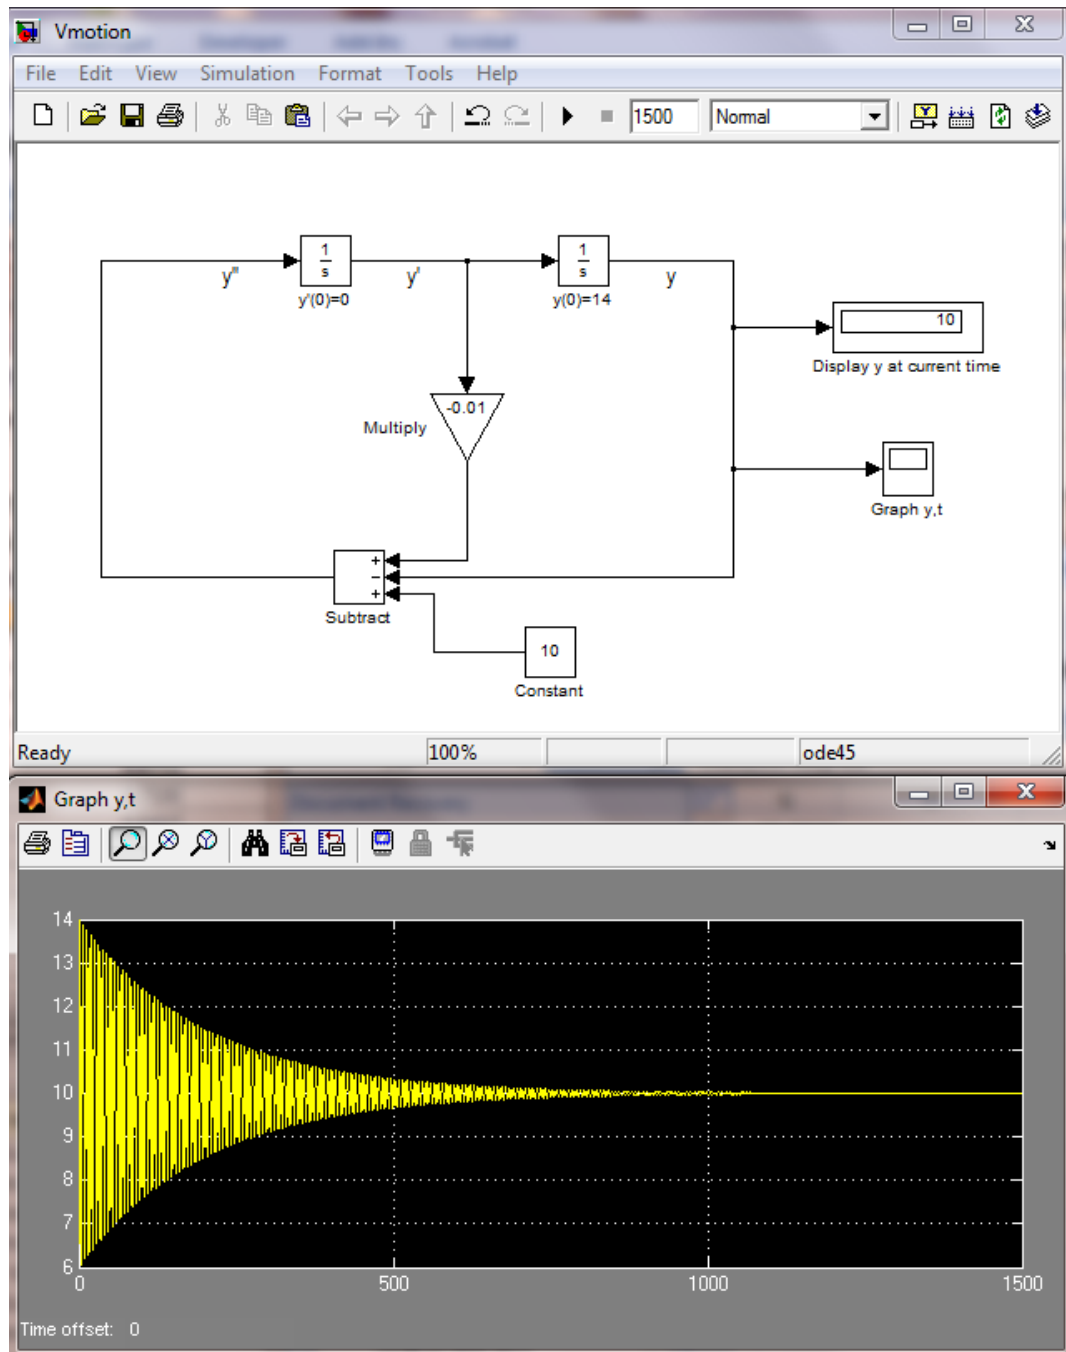 Vmotion
File Edit View Simulation Format Tools Help
1500 Normal
1
s
y''
y'(0)=0
y'
1
s
y(0)=14
y
10
Display y at current time
-0.01
Multiply
Graph y,t
+
−
+
Subtract
10
Constant
Ready 100% ode45
Graph y,t
14
13
12
11
10
9
8
7
6
0 500 1000 1500
Time offset: 0